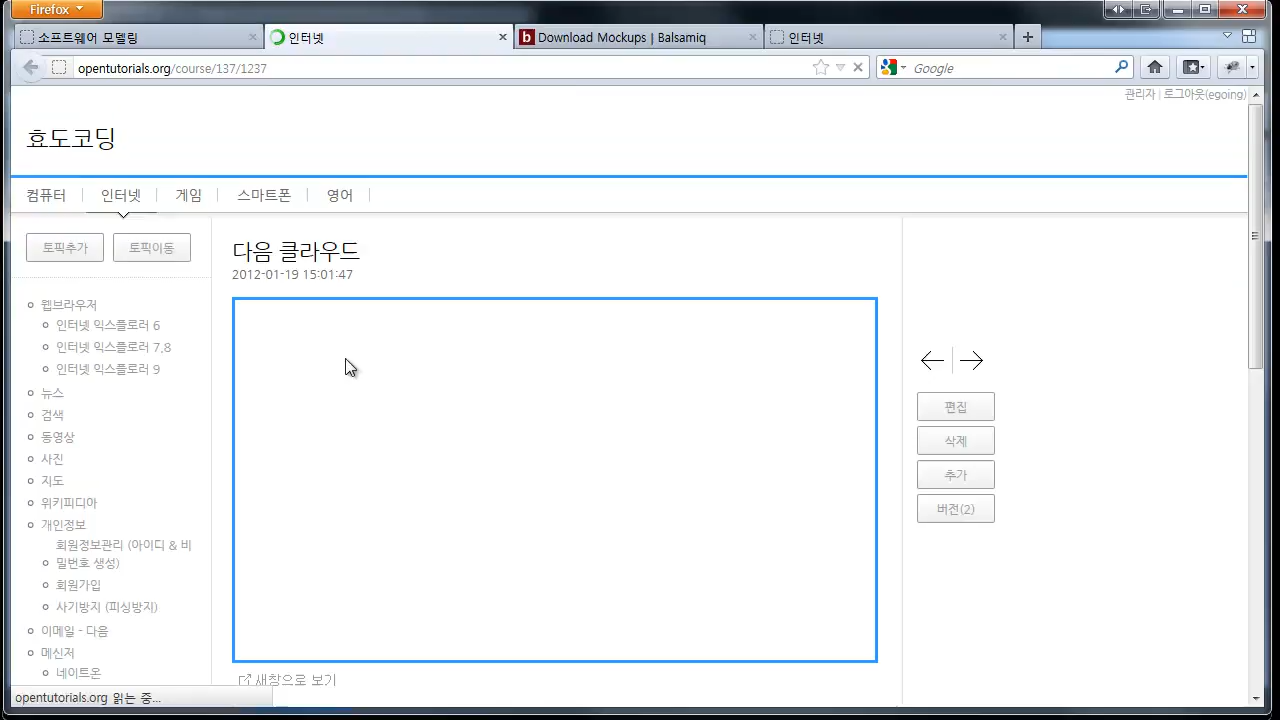 Firefox
소프트웨어 모델링
인터넷
Download Mockups | Balsamiq
인터넷
opentutorials.org/course/137/1237
Google
관리자 | 로그아웃(egoing)
효도코딩
컴퓨터
인터넷
게임
스마트폰
영어
토픽추가
토픽이동
다음 클라우드
2012-01-19 15:01:47
웹브라우저
인터넷 익스플로러 6
인터넷 익스플로러 7,8
인터넷 익스플로러 9
뉴스
검색
동영상
사진
지도
위키피디아
개인정보
회원정보관리 (아이디 & 비
밀번호 생성)
회원가입
사기방지 (피싱방지)
이메일 - 다음
메신저
네이트온
편집
삭제
추가
버전(2)
새창으로 보기
opentutorials.org 읽는 중...